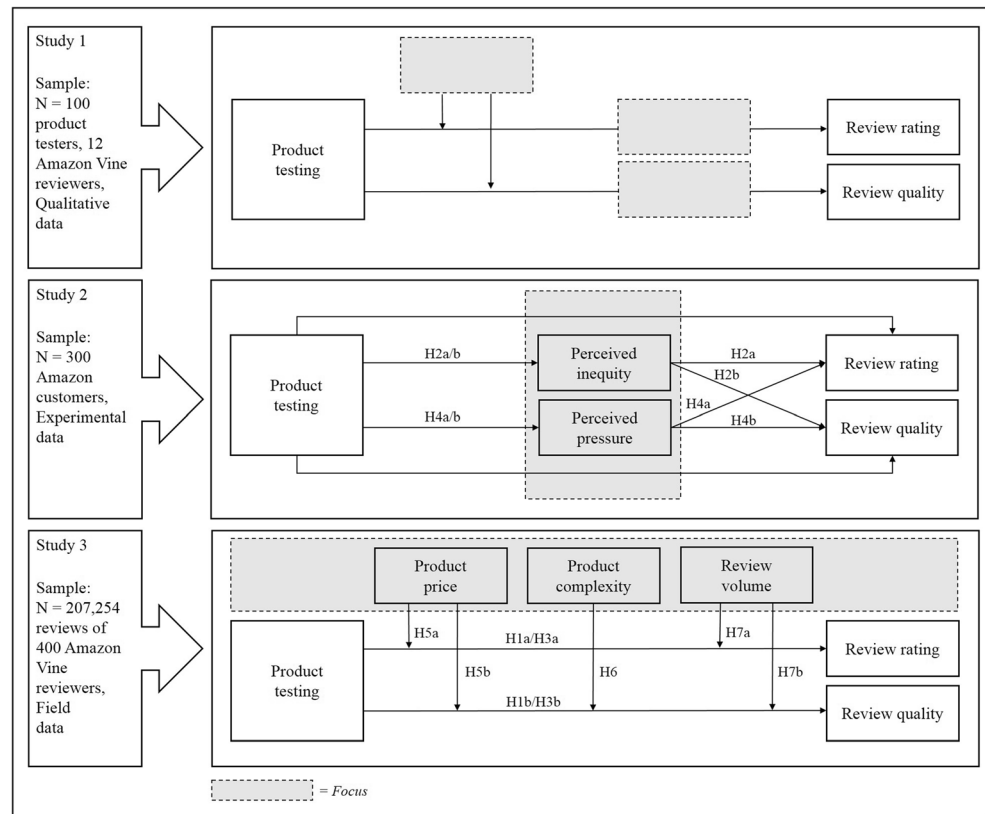 Study 1
Sample:
N = 100
product
testers, 12
Amazon Vine
reviewers,
Qualitative
data
Product
testing
Review rating
Review quality
Study 2
Sample:
N = 300
Amazon
customers,
Experimental
data
Product
testing
H2a/b
H4a/b
Perceived
inequity
Perceived
pressure
H2a
H2b
H4a
H4b
Review rating
Review quality
Study 3
Sample:
N = 207,254
reviews of
400 Amazon
Vine
reviewers,
Field
data
Product
price
Product
complexity
Review
volume
Product
testing
H5a
H1a/H3a
H7a
H5b
H6
H7b
H1b/H3b
Review
rating
Review quality
= Focus